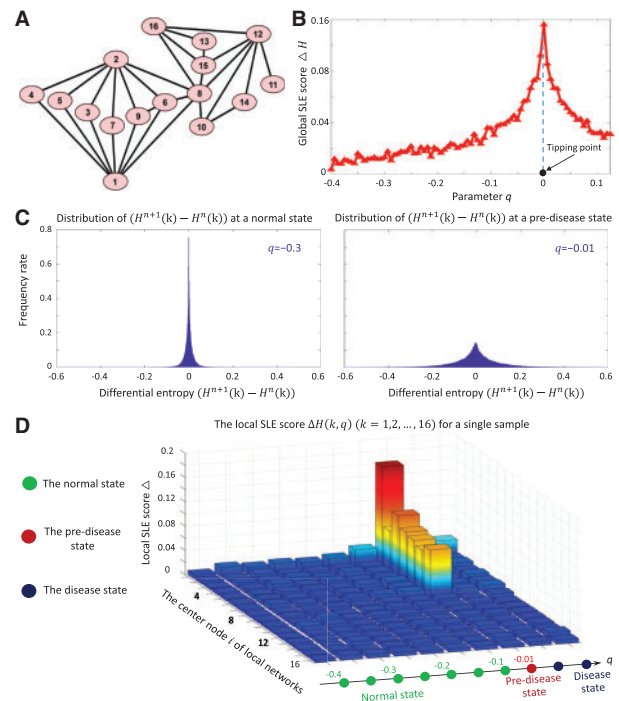 A
16
13
12
2
15
4
5
6
8
11
3
9
14
7
10
1
B
0.16
0.08
0.04
0
Global SLE score △ H
Tipping point
-0.4
-0.3
-0.2
-0.1
0
0.1
Parameter q
C
Distribution of (Hⁿ⁺¹(k) − Hⁿ(k)) at a normal state
0.8
0.6
0.4
0.2
0
Frequency rate
q=−0.3
-0.6
-0.4
-0.2
0
0.2
0.4
0.6
Differential entropy (Hⁿ⁺¹(k) − Hⁿ(k))
Distribution of (Hⁿ⁺¹(k) − Hⁿ(k)) at a pre-disease state
q=−0.01
-0.6
-0.4
-0.2
0
0.2
0.4
0.6
Differential entropy (Hⁿ⁺¹(k) − Hⁿ(k))
D
The local SLE score ΔH(k, q) (k = 1,2, … , 16) for a single sample
The normal state
The pre-disease
state
The disease state
0.2
0.16
0.12
0.08
0.04
0
Local SLE score △
4
8
12
16
The center node i of local networks
-0.4
-0.3
-0.2
-0.1
-0.01
q
Normal state
Pre-disease
state
Disease
state